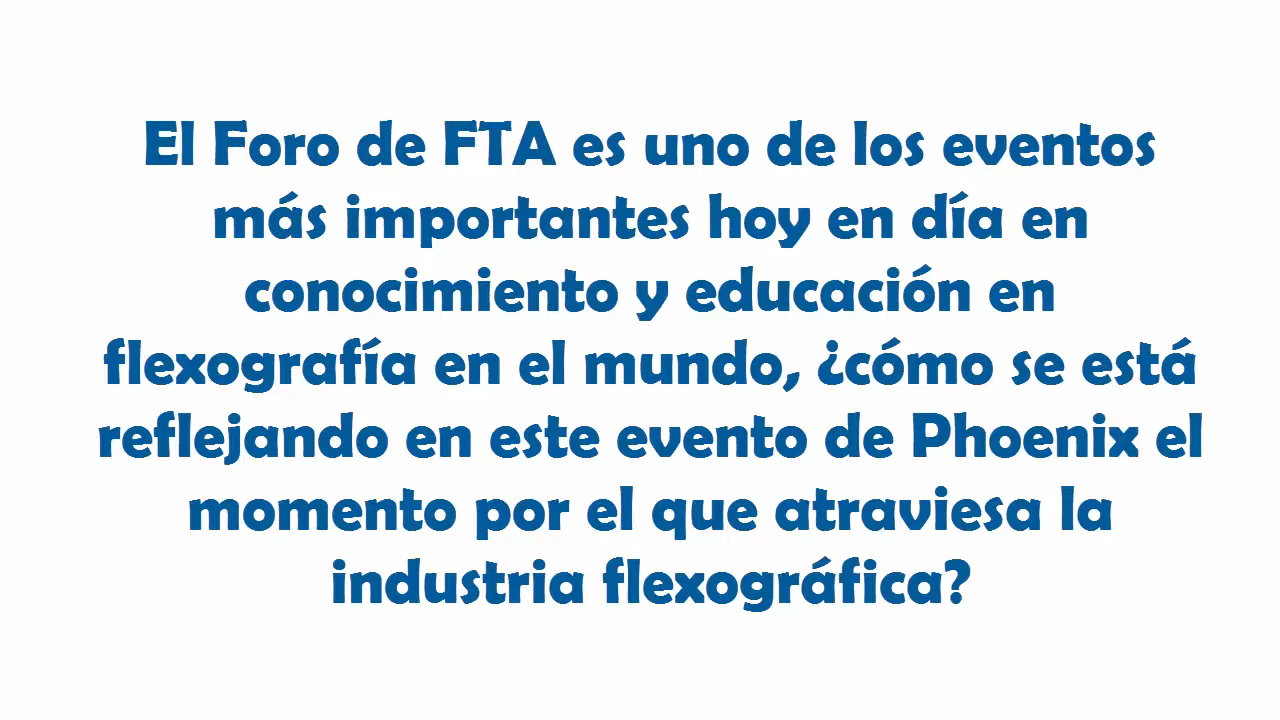 El Foro de FTA es uno de los eventos
más importantes hoy en día en
conocimiento y educación en
flexografía en el mundo, ¿cómo se está
reflejando en este evento de Phoenix el
momento por el que atraviesa la
industria flexográfica?